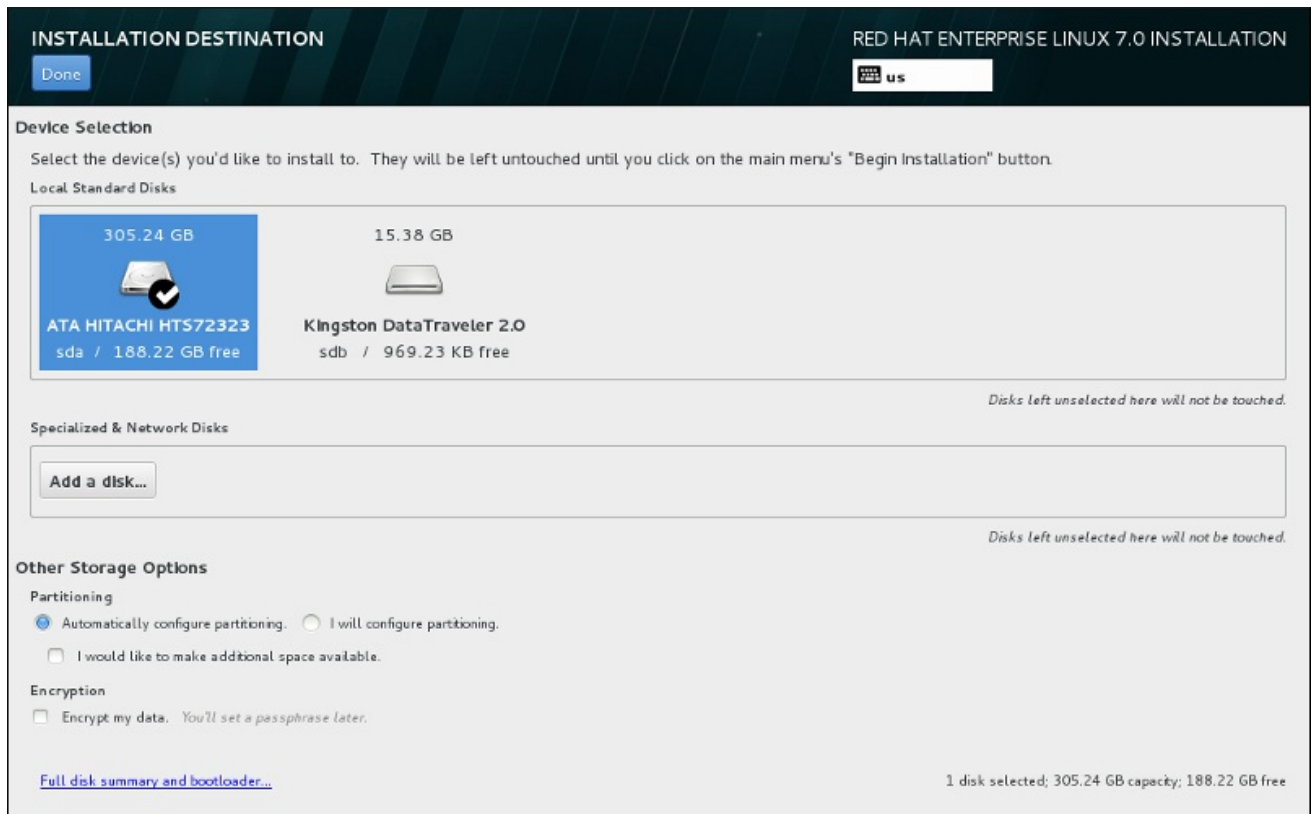 INSTALLATION DESTINATION
RED HAT ENTERPRISE LINUX 7.0 INSTALLATION
Done
us
Device Selection
Select the device(s) you'd like to install to. They will be left untouched until you click on the main menu's "Begin Installation" button.
Local Standard Disks
305.24 GB
ATA HITACHI HTS72323
sda / 188.22 GB free
15.38 GB
Kingston DataTraveler 2.0
sdb / 969.23 KB free
Disks left unselected here will not be touched.
Specialized & Network Disks
Add a disk...
Disks left unselected here will not be touched.
Other Storage Options
Partitioning
Automatically configure partitioning. I will configure partitioning.
I would like to make additional space available.
Encryption
Encrypt my data. You'll set a passphrase later.
Full disk summary and bootloader...
1 disk selected; 305.24 GB capacity; 188.22 GB free